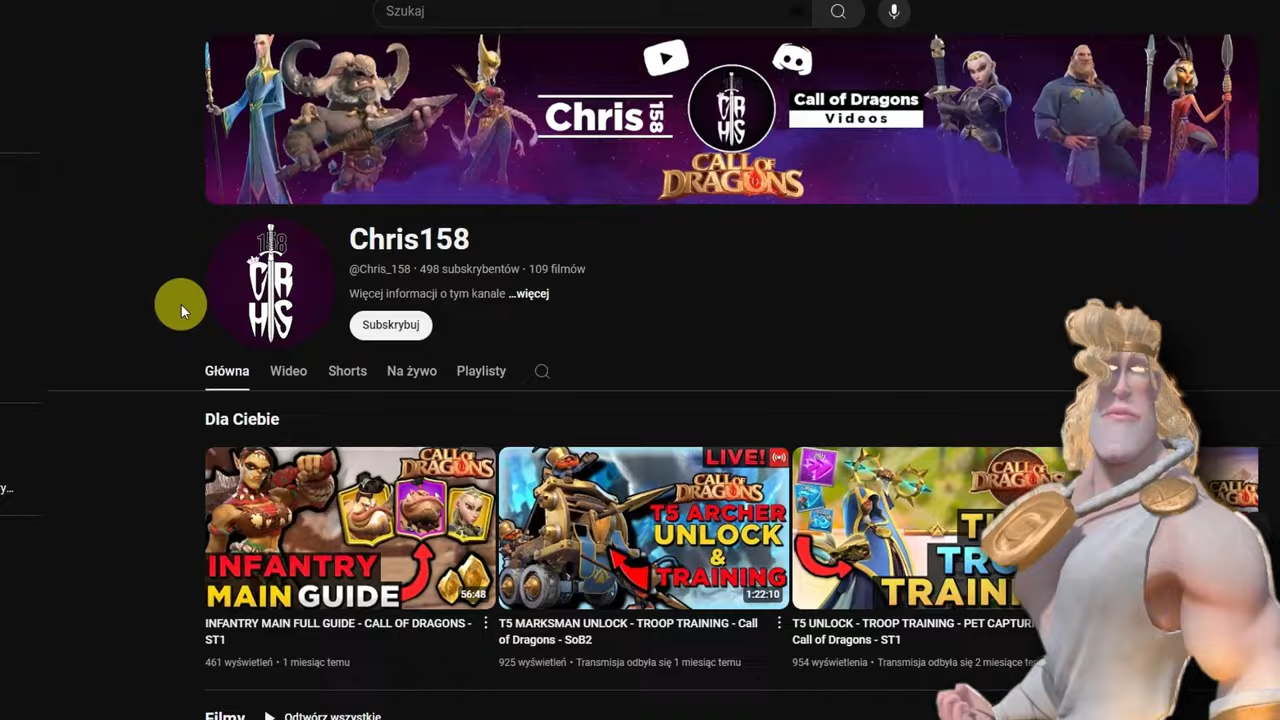 Szukaj
Chris
158
CHRIS
Call of Dragons
Videos
CALL OF
DRAGONS
158
CHRIS
Chris158
@Chris_158 · 498 subskrybentów · 109 filmów
Więcej informacji o tym kanale ...więcej
Subskrybuj
Główna
Wideo
Shorts
Na żywo
Playlisty
Dla Ciebie
CALL OF
DRAGONS
INFANTRY
MAIN GUIDE
56:48
LIVE!
CALL OF
DRAGONS
T5 ARCHER
UNLOCK
&
TRAINING
1:22:10
CALL OF
DRAGONS
TRAIN
INFANTRY MAIN FULL GUIDE - CALL OF DRAGONS -
ST1
461 wyświetleń · 1 miesiąc temu
T5 MARKSMAN UNLOCK - TROOP TRAINING - Call
of Dragons - SoB2
925 wyświetleń · Transmisja odbyła się 1 miesiąc temu
T5 UNLOCK - TROOP TRAINING - PET CAPTUR
Call of Dragons - ST1
954 wyświetlenia · Transmisja odbyła się 2 miesiące
y...
Filmy
Odtwórz wszystkie